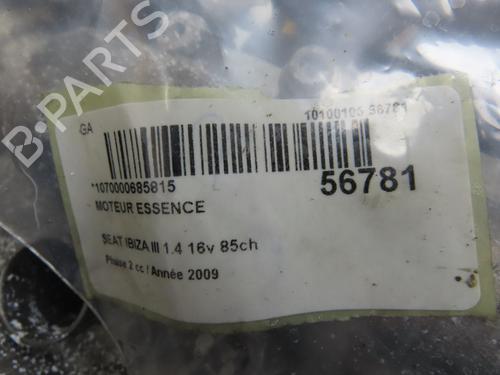 B-PARTS
GA
10100105 56781
*1070000685815
56781
MOTEUR ESSENCE
SEAT IBIZA III 1.4 16v 85ch
Phase 2 cc / Année 2009